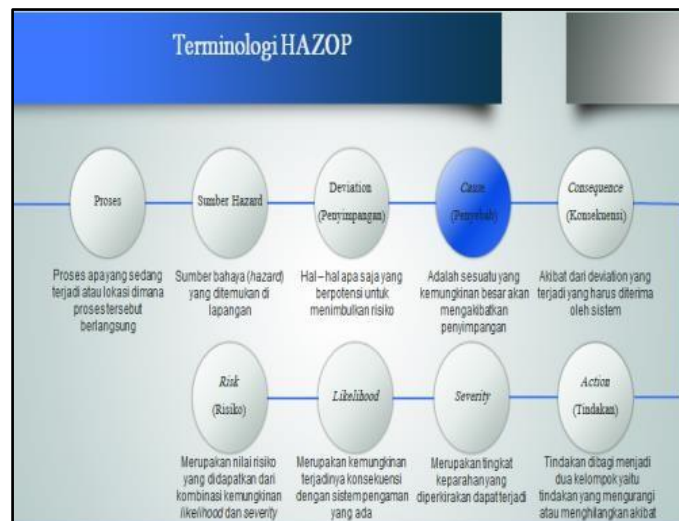 Terminologi HAZOP
Proses
Proses apa yang sedang
terjadi atau lokasi dimana
proses tersebut
berlangsung
Sumber Hazard
Sumber bahaya (hazard)
yang ditemukan di
lapangan
Deviation
(Penyimpangan)
Hal – hal apa saja yang
berpotensi untuk
menimbulkan risiko
Cause
(Penyebab)
Adalah sesuatu yang
kemungkinan besar akan
mengakibatkan
penyimpangan
Consequence
(Konsekuensi)
Akibat dari deviation yang
terjadi yang harus diterima
oleh sistem
Risk
(Risiko)
Merupakan nilai risiko
yang didapatkan dari
kombinasi kemungkinan
likelihood dan severity
Likelihood
Merupakan kemungkinan
terjadinya konsekuensi
dengan sistem pengaman
yang ada
Severity
Merupakan tingkat
keparahan yang
diperkirakan dapat terjadi
Action
(Tindakan)
Tindakan dibagi menjadi
dua kelompok yaitu
tindakan yang mengurangi
atau menghilangkan akibat